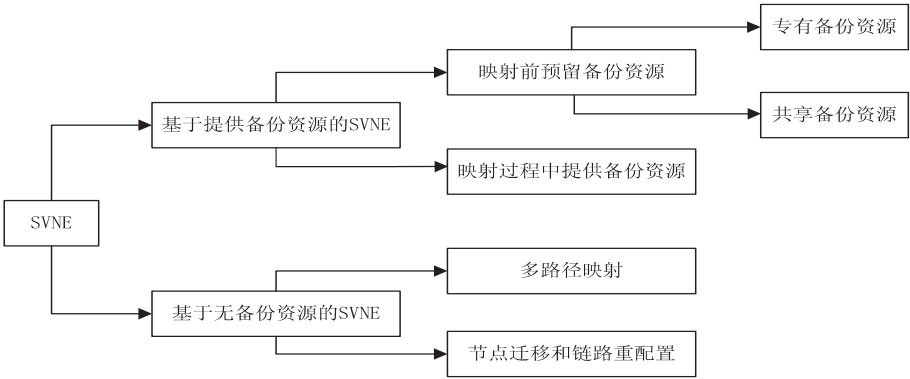 专有备份资源
映射前预留备份资源
共享备份资源
基于提供备份资源的SVNE
映射过程中提供备份资源
SVNE
多路径映射
基于无备份资源的SVNE
节点迁移和链路重配置